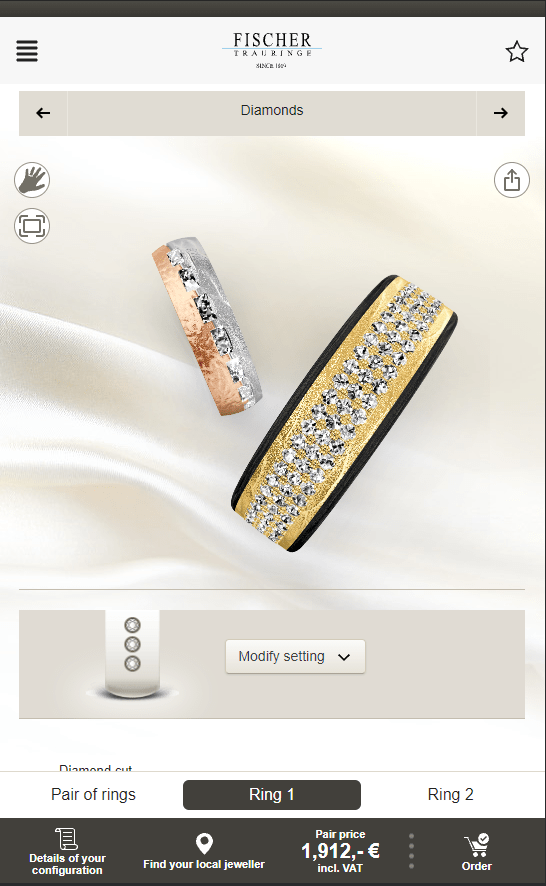 FISCHER
TRAURINGE
SINCE 1894
Diamonds
Modify setting
Diamond cut
Pair of rings
Ring 1
Ring 2
Details of your
configuration
Find your local jeweller
Pair price
1,912,- €
incl. VAT
Order